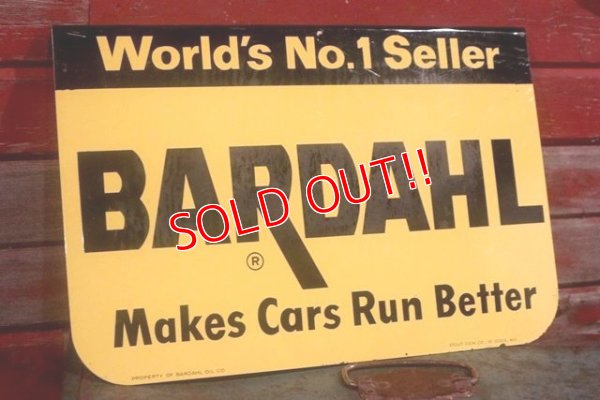 World's No.1 Seller
BARDAHL
SOLD OUT!!
®
Makes Cars Run Better
PROPERTY OF BARDAHL OIL CO.